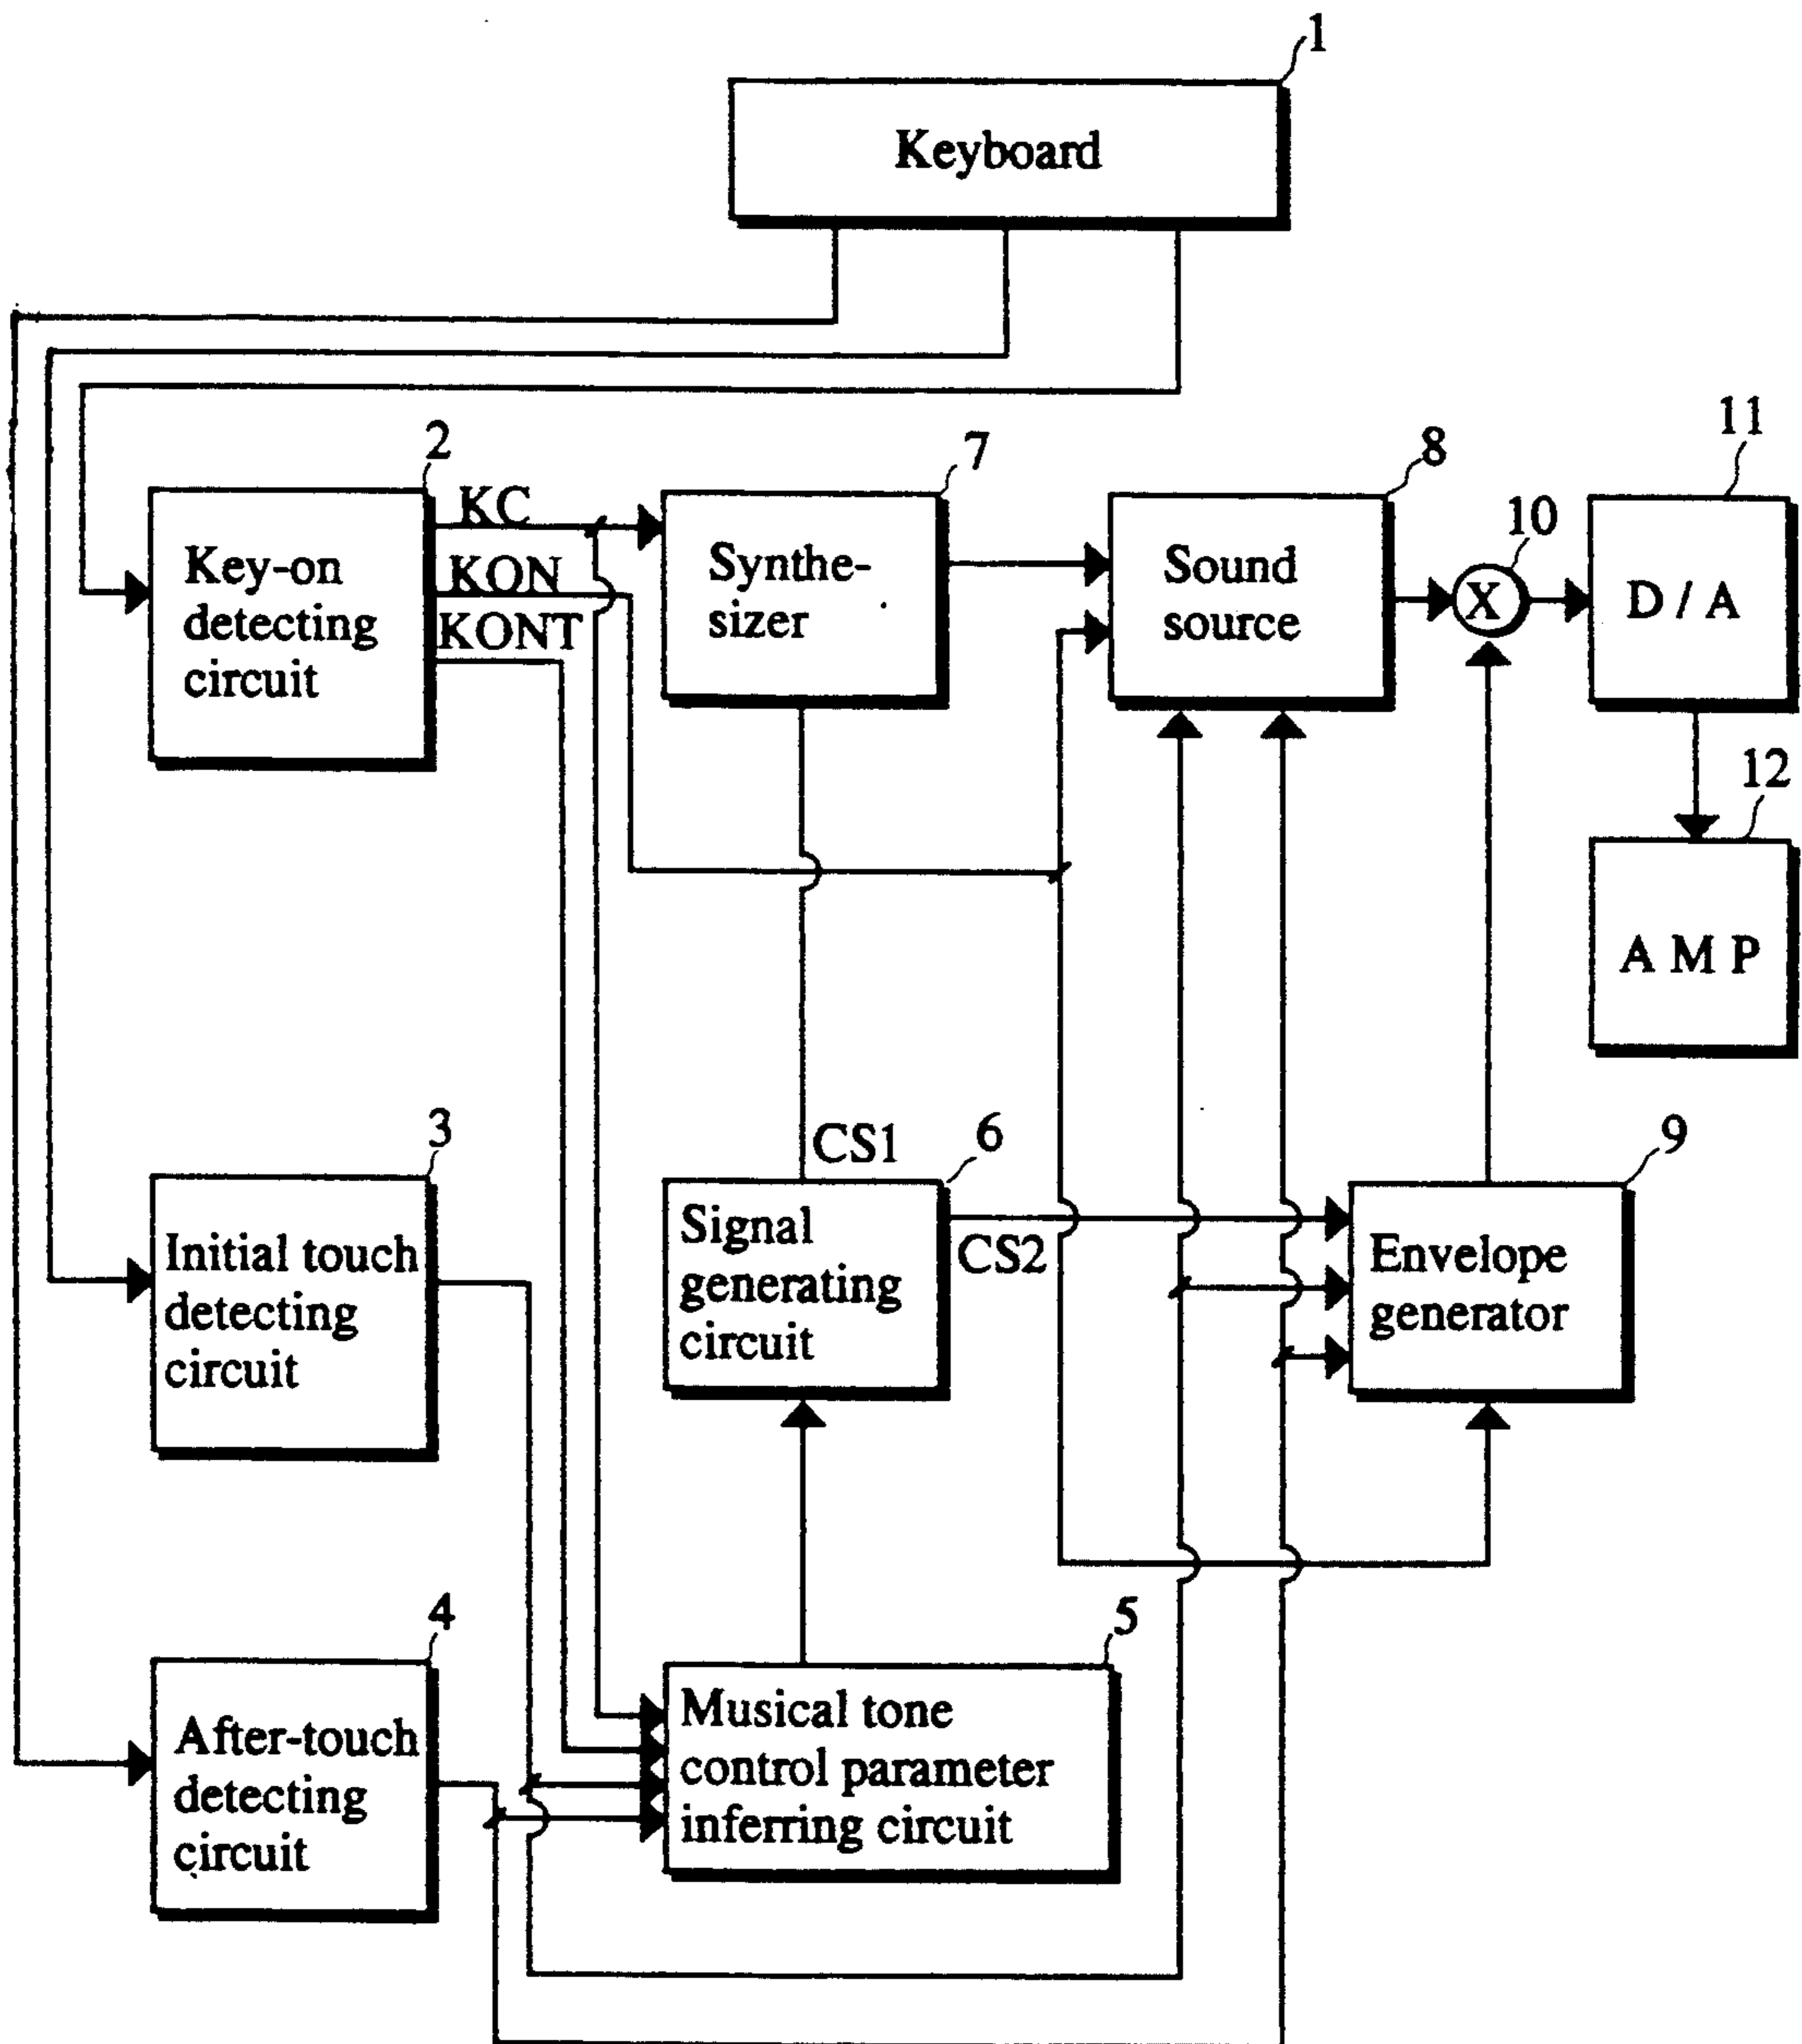 1
Keyboard
2
7
8
11
10
KC
KON
KONT
Key-on
detecting
circuit
Synthe-
sizer
Sound
source
X
D / A
12
A M P
3
CS1
6
9
Initial touch
detecting
circuit
Signal
generating
circuit
CS2
Envelope
generator
4
5
After-touch
detecting
circuit
Musical tone
control parameter
inferring circuit